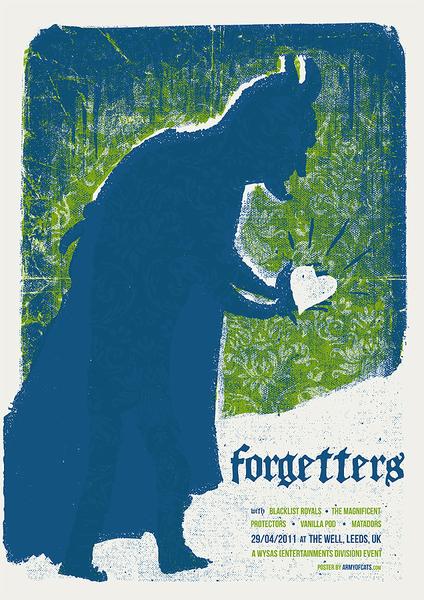 forgetters
with BLACKLIST ROYALS • THE MAGNIFICENT
PROTECTORS • VANILLA POD • MATADORS
29/04/2011 AT THE WELL, LEEDS, UK
A WYSAS (ENTERTAINMENTS DIVISION) EVENT
POSTER BY ARMYOFCATS.COM